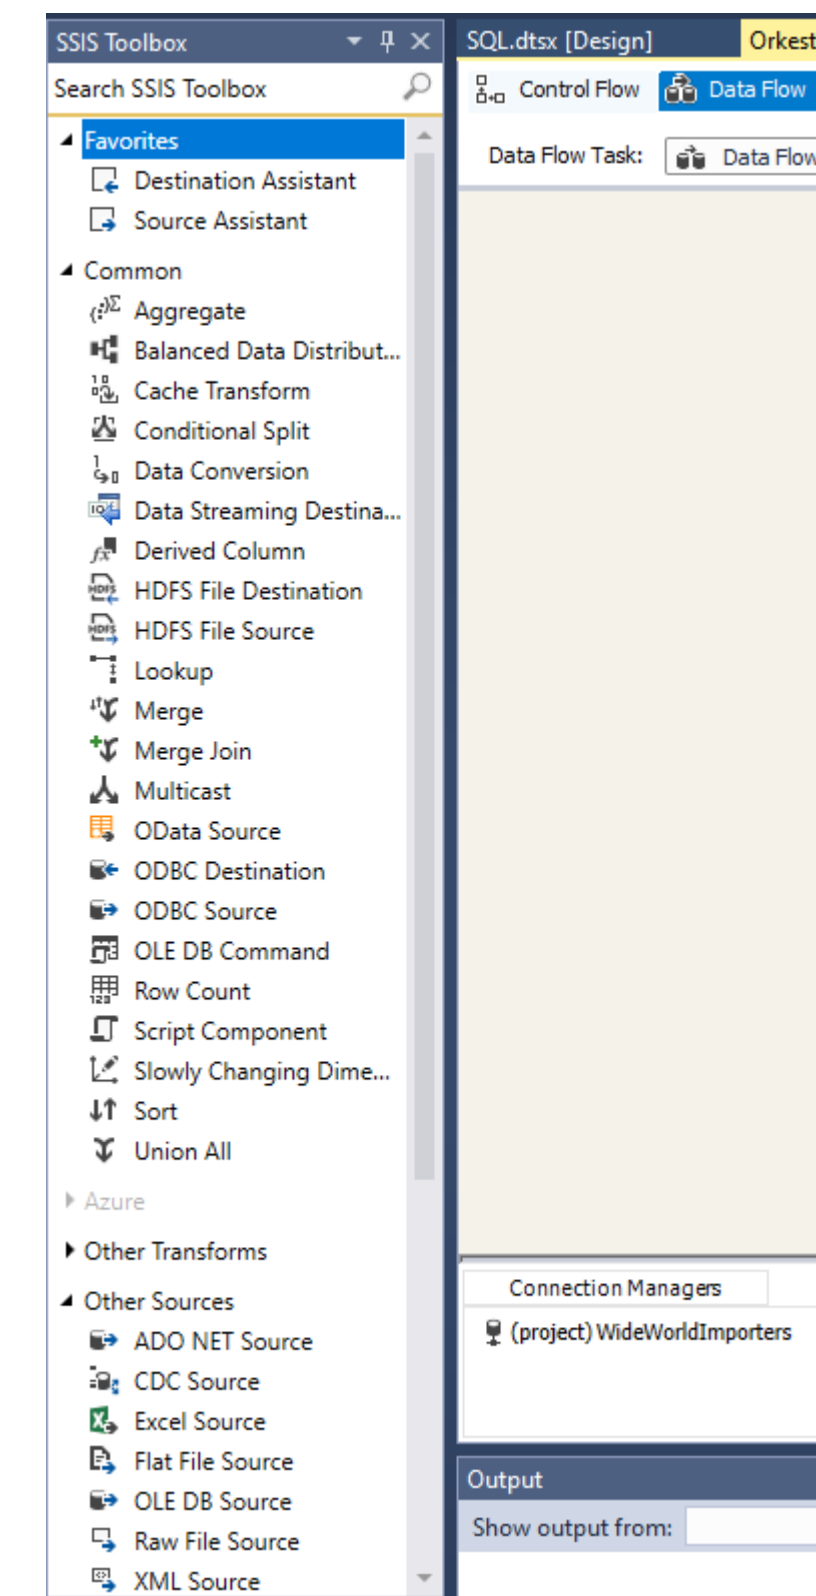 SSIS Toolbox
Search SSIS Toolbox
Favorites
Destination Assistant
Source Assistant
Common
Aggregate
Balanced Data Distribut...
Cache Transform
Conditional Split
Data Conversion
Data Streaming Destina...
Derived Column
HDFS File Destination
HDFS File Source
Lookup
Merge
Merge Join
Multicast
OData Source
ODBC Destination
ODBC Source
OLE DB Command
Row Count
Script Component
Slowly Changing Dime...
Sort
Union All
Azure
Other Transforms
Other Sources
ADO NET Source
CDC Source
Excel Source
Flat File Source
OLE DB Source
Raw File Source
XML Source
SQL.dtsx [Design]
Orkest
Control Flow
Data Flow
Data Flow Task:
Data Flow
Connection Managers
(project) WideWorldImporters
Output
Show output from: